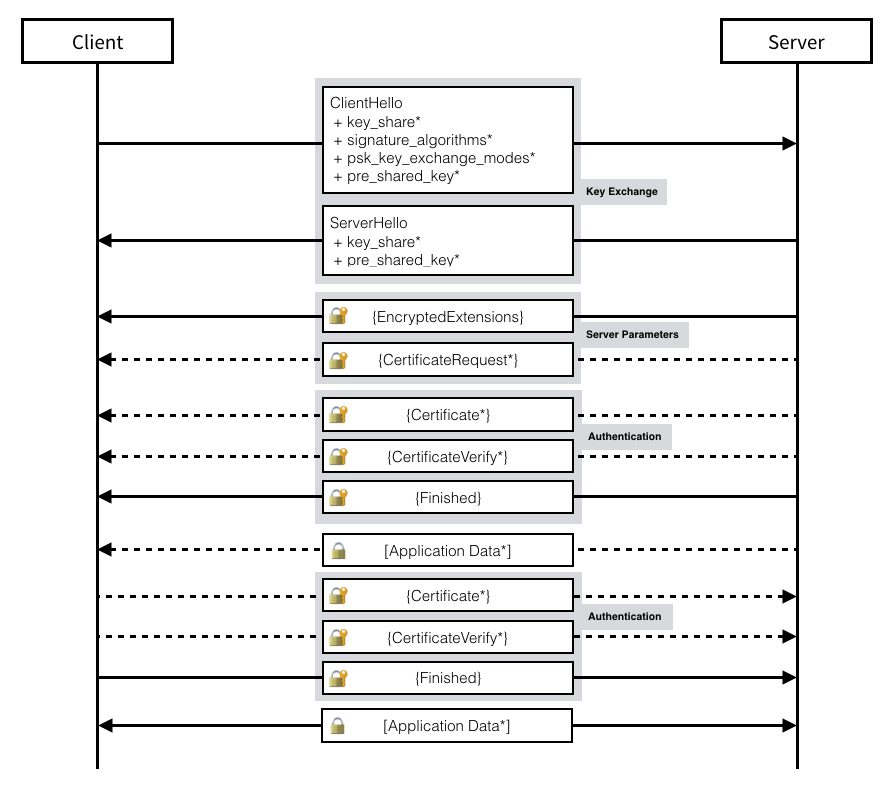 Client
Server
ClientHello
+ key_share*
+ signature_algorithms*
+ psk_key_exchange_modes*
+ pre_shared_key*
Key Exchange
ServerHello
+ key_share*
+ pre_shared_key*
{EncryptedExtensions}
Server Parameters
{CertificateRequest*}
{Certificate*}
Authentication
{CertificateVerify*}
{Finished}
[Application Data*]
{Certificate*}
Authentication
{CertificateVerify*}
{Finished}
[Application Data*]